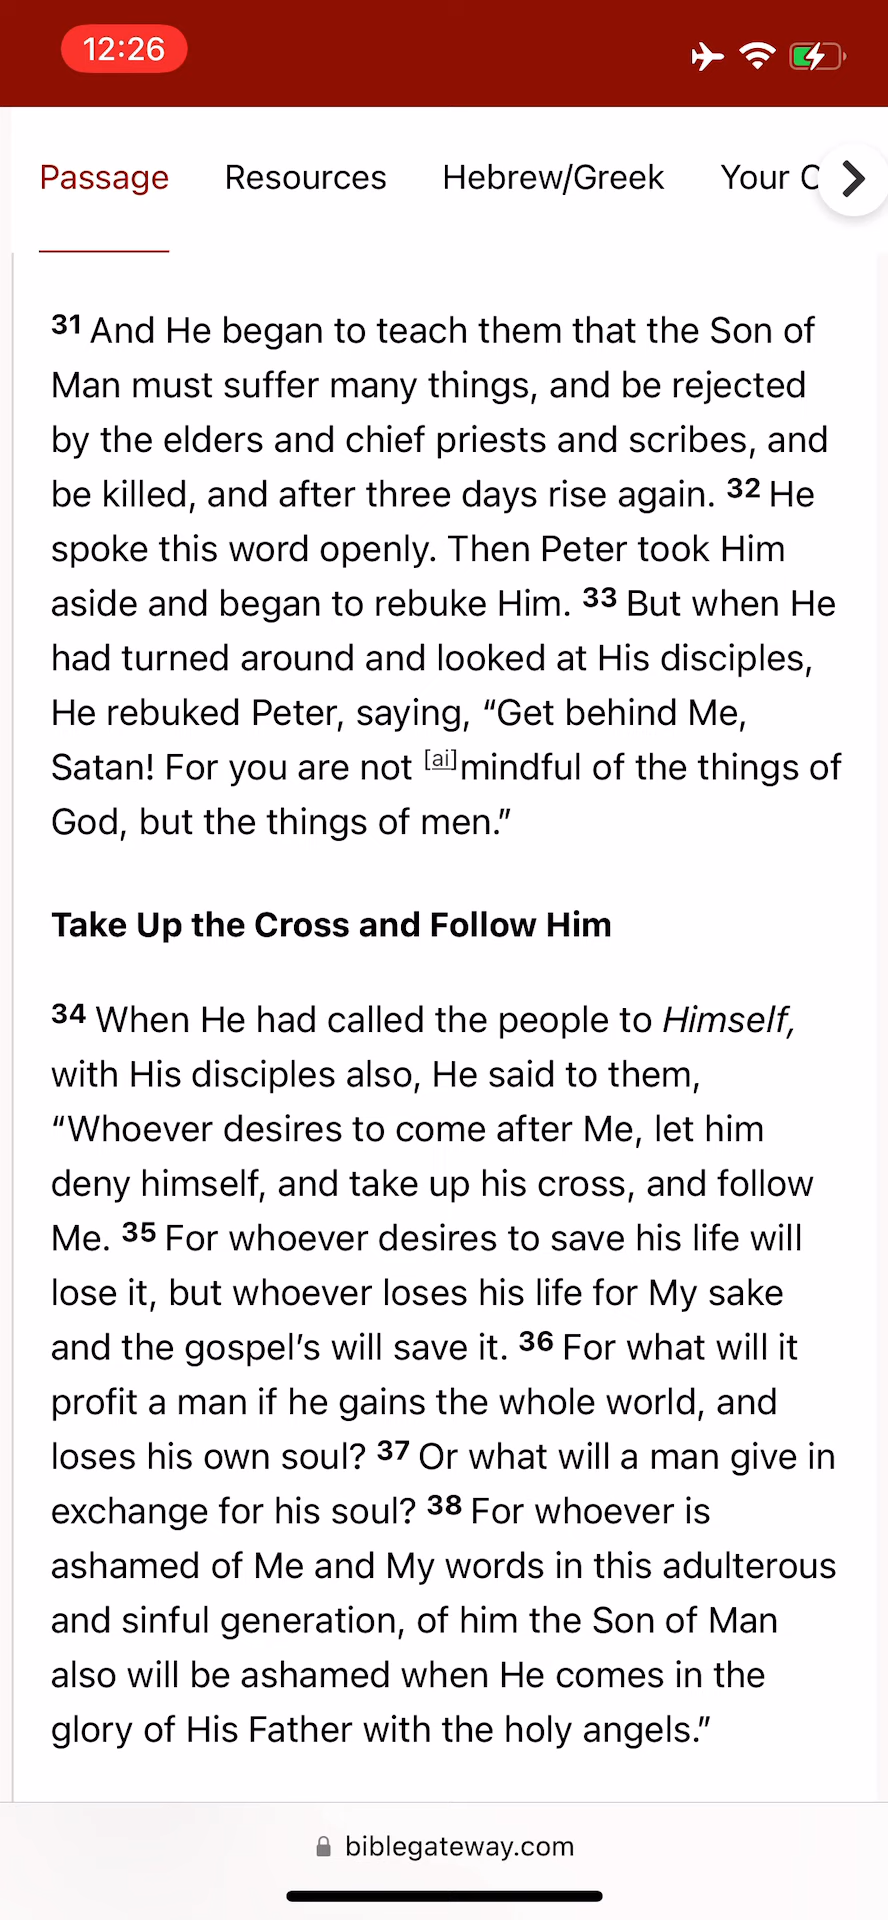 12:26
Passage Resources Hebrew/Greek Your C
31 And He began to teach them that the Son of
Man must suffer many things, and be rejected
by the elders and chief priests and scribes, and
be killed, and after three days rise again. 32 He
spoke this word openly. Then Peter took Him
aside and began to rebuke Him. 33 But when He
had turned around and looked at His disciples,
He rebuked Peter, saying, “Get behind Me,
Satan! For you are not [ai]mindful of the things of
God, but the things of men.”
Take Up the Cross and Follow Him
34 When He had called the people to Himself,
with His disciples also, He said to them,
“Whoever desires to come after Me, let him
deny himself, and take up his cross, and follow
Me. 35 For whoever desires to save his life will
lose it, but whoever loses his life for My sake
and the gospel’s will save it. 36 For what will it
profit a man if he gains the whole world, and
loses his own soul? 37 Or what will a man give in
exchange for his soul? 38 For whoever is
ashamed of Me and My words in this adulterous
and sinful generation, of him the Son of Man
also will be ashamed when He comes in the
glory of His Father with the holy angels.”
biblegateway.com